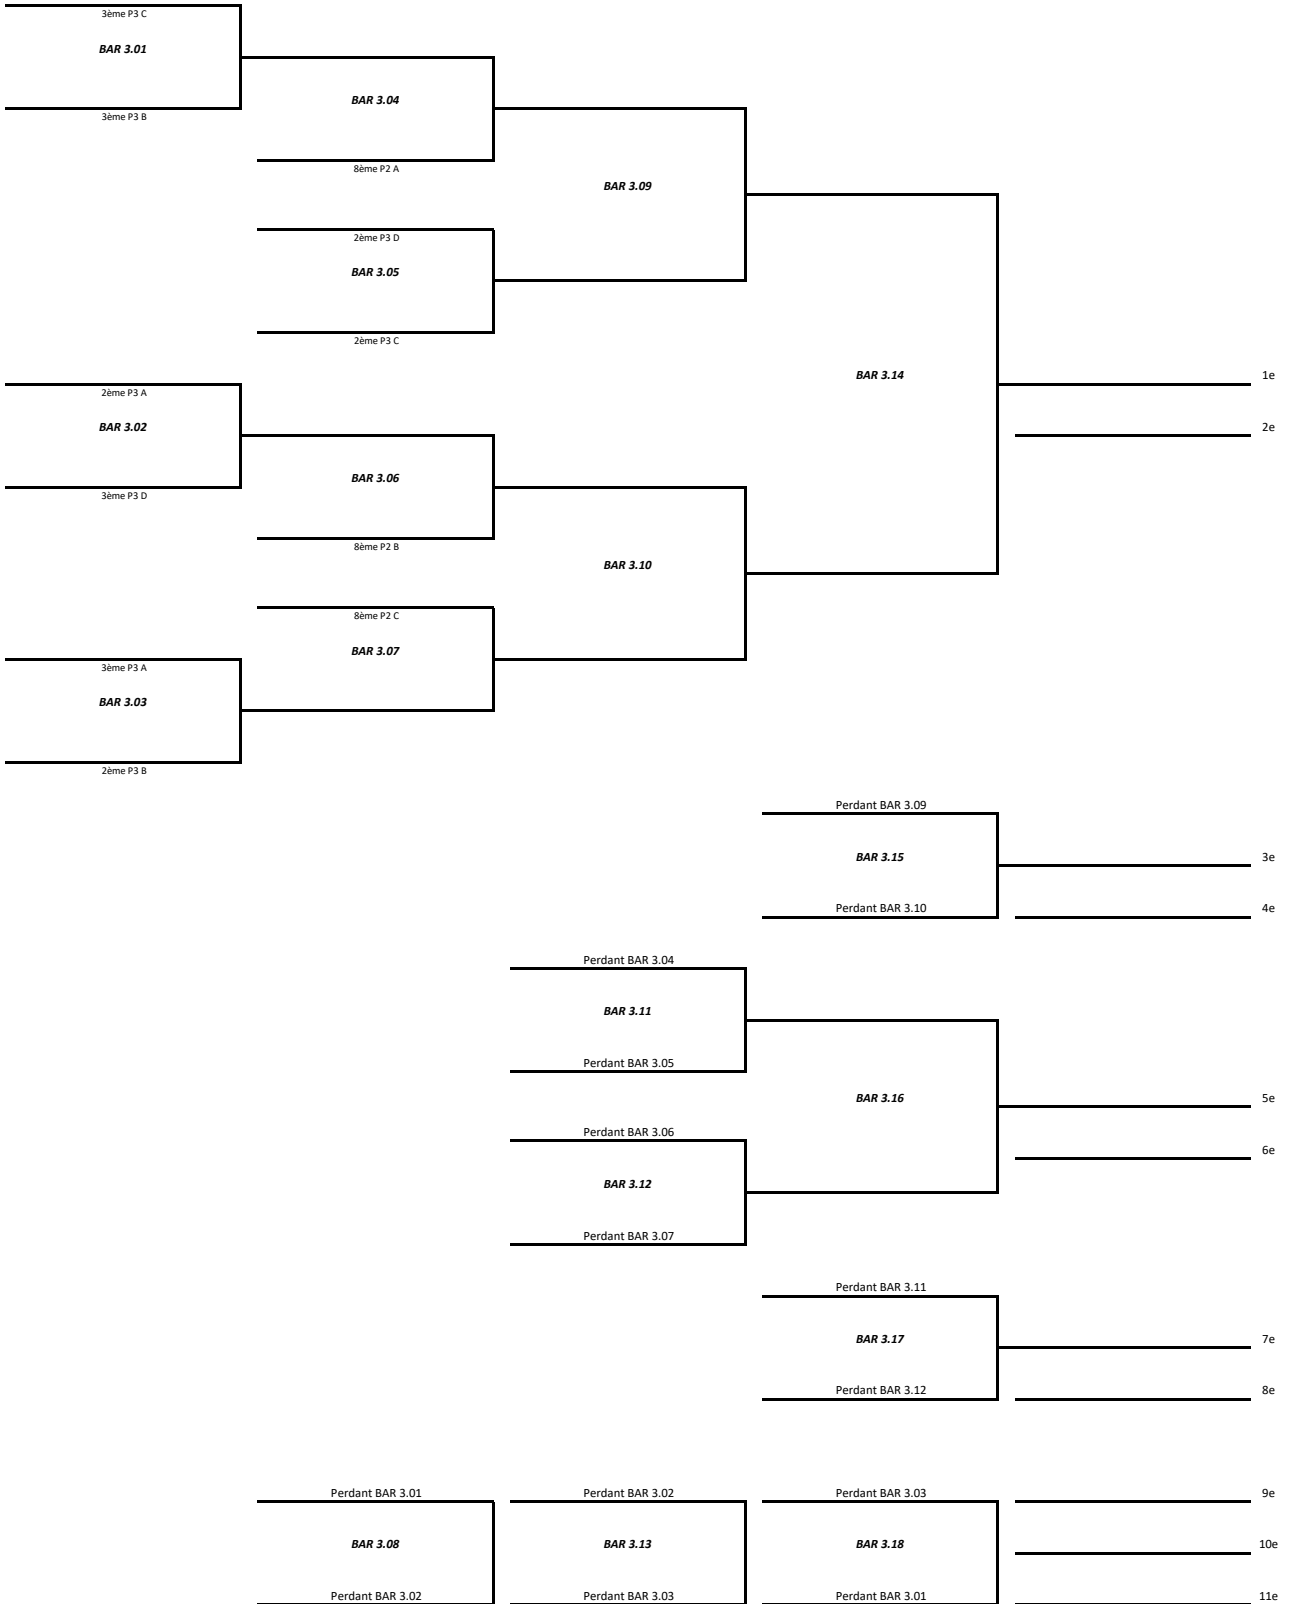 3ème P3 C
BAR 3.01
3ème P3 B
BAR 3.04
8ème P2 A
BAR 3.09
2ème P3 D
BAR 3.05
2ème P3 C
BAR 3.14
1e
2e
2ème P3 A
BAR 3.02
3ème P3 D
BAR 3.06
8ème P2 B
BAR 3.10
8ème P2 C
BAR 3.07
3ème P3 A
BAR 3.03
2ème P3 B
Perdant BAR 3.09
BAR 3.15
3e
Perdant BAR 3.10
4e
Perdant BAR 3.04
BAR 3.11
Perdant BAR 3.05
BAR 3.16
5e
Perdant BAR 3.06
6e
BAR 3.12
Perdant BAR 3.07
Perdant BAR 3.11
BAR 3.17
7e
Perdant BAR 3.12
8e
Perdant BAR 3.01
Perdant BAR 3.02
Perdant BAR 3.03
9e
BAR 3.08
BAR 3.13
BAR 3.18
10e
Perdant BAR 3.02
Perdant BAR 3.03
Perdant BAR 3.01
11e